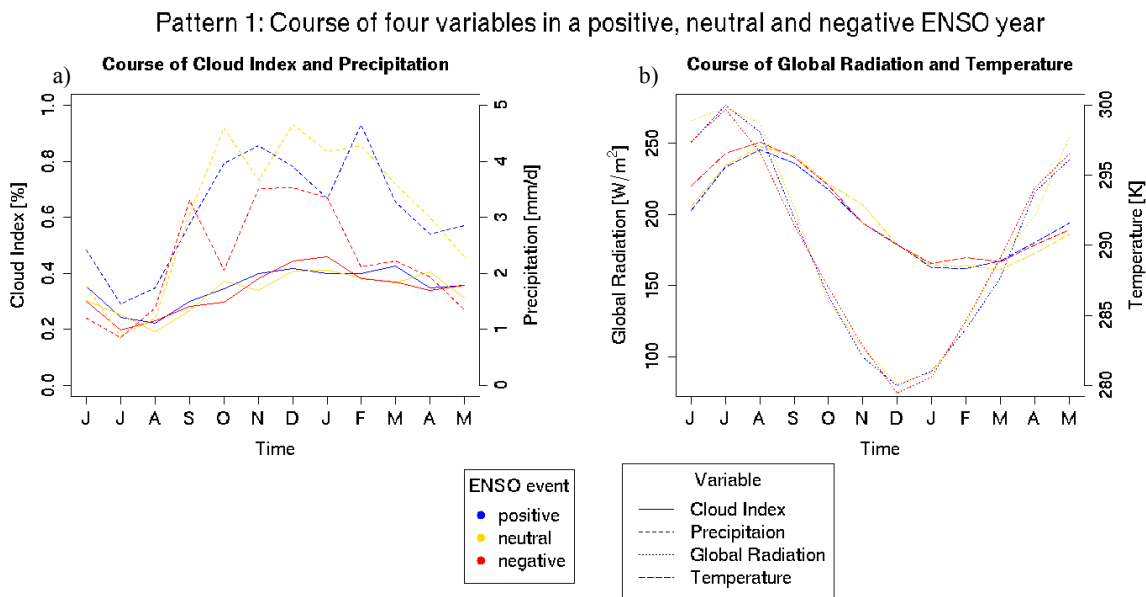 Pattern 1: Course of four variables in a positive, neutral and negative ENSO year
a)
Course of Cloud Index and Precipitation
Cloud Index [%]
1.0
0.8
0.6
0.4
0.2
0.0
Precipitation [mm/d]
5
4
3
2
1
0
J J A S O N D J F M A M
Time
b)
Course of Global Radiation and Temperature
Global Radiation [W/m²]
250
200
150
100
Temperature [K]
300
295
290
285
280
J J A S O N D J F M A M
Time
ENSO event
positive
neutral
negative
Variable
Cloud Index
Precipitaion
Global Radiation
Temperature